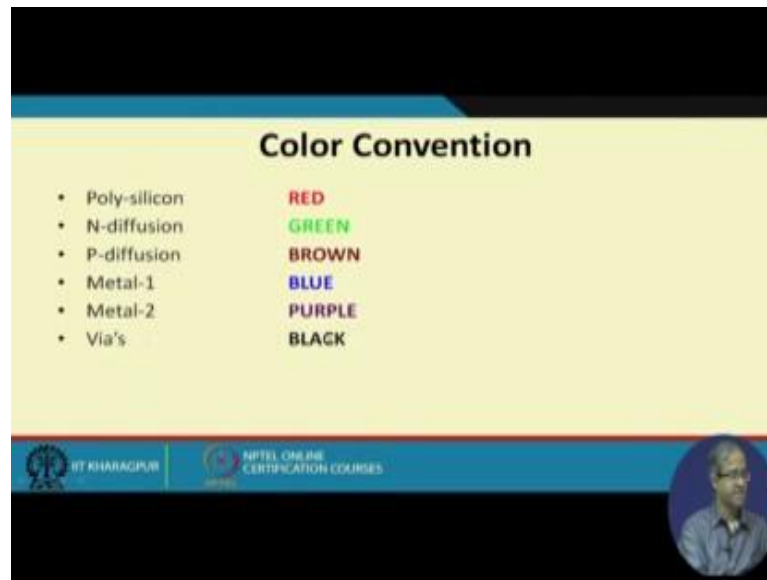 Color Convention
• Poly-silicon RED
• N-diffusion GREEN
• P-diffusion BROWN
• Metal-1 BLUE
• Metal-2 PURPLE
• Via's BLACK
IIT KHARAGPUR
NPTEL ONLINE
CERTIFICATION COURSES